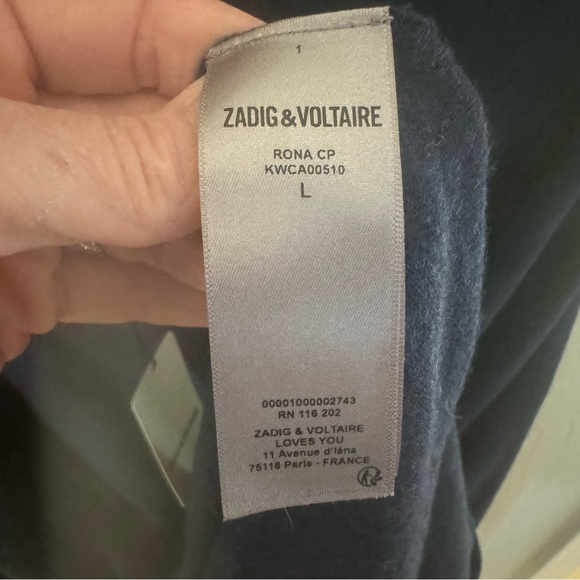 1
ZADIG & VOLTAIRE
RONA CP
KWCA00510
L
00001000002743
RN 116 202
ZADIG & VOLTAIRE
LOVES YOU
11 Avenue d'Iéna
75116 Paris - FRANCE